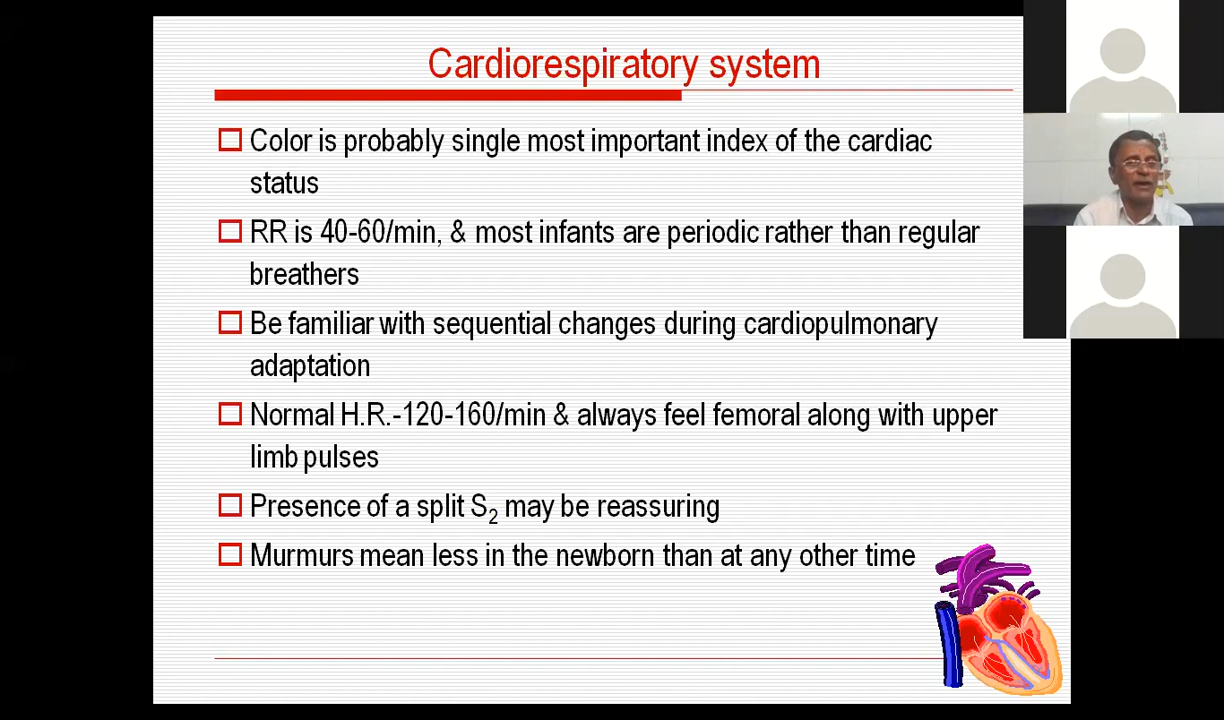 Cardiorespiratory system
Color is probably single most important index of the cardiac
status
RR is 40-60/min, & most infants are periodic rather than regular
breathers
Be familiar with sequential changes during cardiopulmonary
adaptation
Normal H.R.-120-160/min & always feel femoral along with upper
limb pulses
Presence of a split S2 may be reassuring
Murmurs mean less in the newborn than at any other time